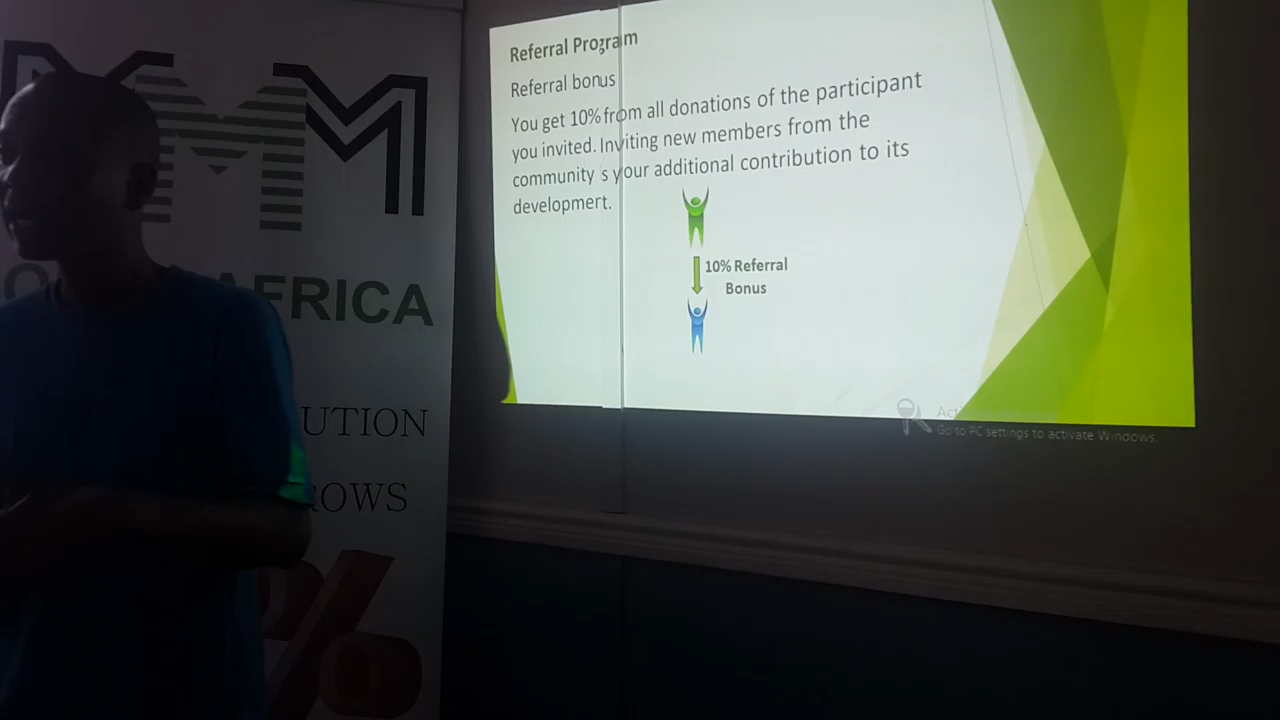 Referral Program
Referral bonus
You get 10% from all donations of the participant
you invited. Inviting new members from the
community s your additional contribution to its
development.
10% Referral
Bonus
Go to PC settings to activate Windows.
MMM
AFRICA
UTION
ROWS
%